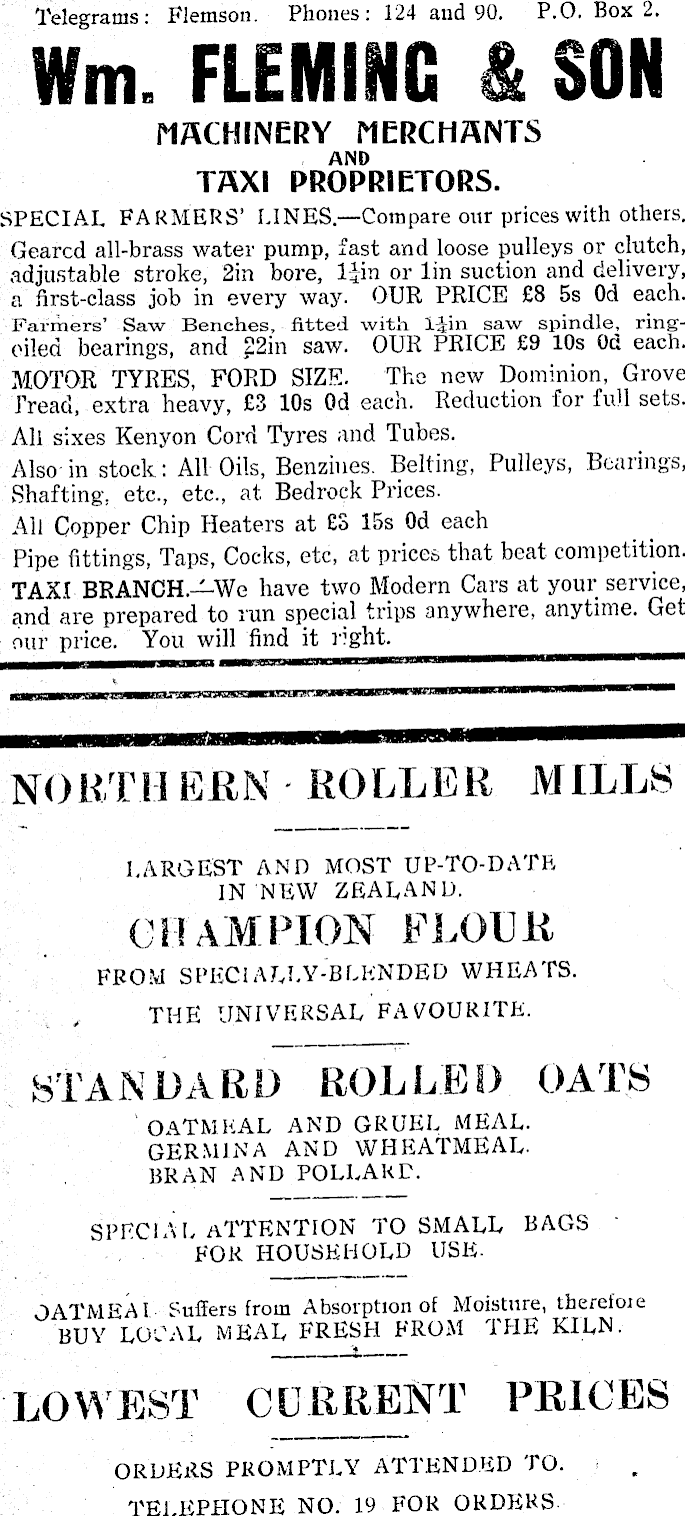 Telegrams: Flemson. Phones: 124 and 90. P.O. Box 2.
Wm. FLEMING & SON
MACHINERY MERCHANTS
AND
TAXI PROPRIETORS.
SPECIAL FARMERS' LINES.—Compare our prices with others.
Geared all-brass water pump, fast and loose pulleys or clutch,
adjustable stroke, 2in bore, 1¼in or 1in suction and delivery,
a first-class job in every way. OUR PRICE £8 5s 0d each.
Farmers' Saw Benches, fitted with 1¼in saw spindle, ring-
oiled bearings, and 22in saw. OUR PRICE £9 10s 0d each.
MOTOR TYRES, FORD SIZE. The new Dominion, Grove
Tread, extra heavy, £3 10s 0d each. Reduction for full sets.
All sixes Kenyon Cord Tyres and Tubes.
Also in stock: All Oils, Benzines. Belting, Pulleys, Bearings,
Shafting, etc., etc., at Bedrock Prices.
All Copper Chip Heaters at £3 15s 0d each
Pipe fittings, Taps, Cocks, etc, at prices that beat competition.
TAXI BRANCH.—We have two Modern Cars at your service,
and are prepared to run special trips anywhere, anytime. Get
our price. You will find it right.
NORTHERN ROLLER MILLS
LARGEST AND MOST UP-TO-DATE
IN NEW ZEALAND.
CHAMPION FLOUR
FROM SPECIALLY-BLENDED WHEATS.
THE UNIVERSAL FAVOURITE.
STANDARD ROLLED OATS
OATMEAL AND GRUEL MEAL.
GERMINA AND WHEATMEAL.
BRAN AND POLLARD.
SPECIAL ATTENTION TO SMALL BAGS
FOR HOUSEHOLD USE.
OATMEAL Suffers from Absorption of Moisture, therefore
BUY LOCAL MEAL FRESH FROM THE KILN.
LOWEST CURRENT PRICES
ORDERS PROMPTLY ATTENDED TO.
TELEPHONE NO. 19 FOR ORDERS.